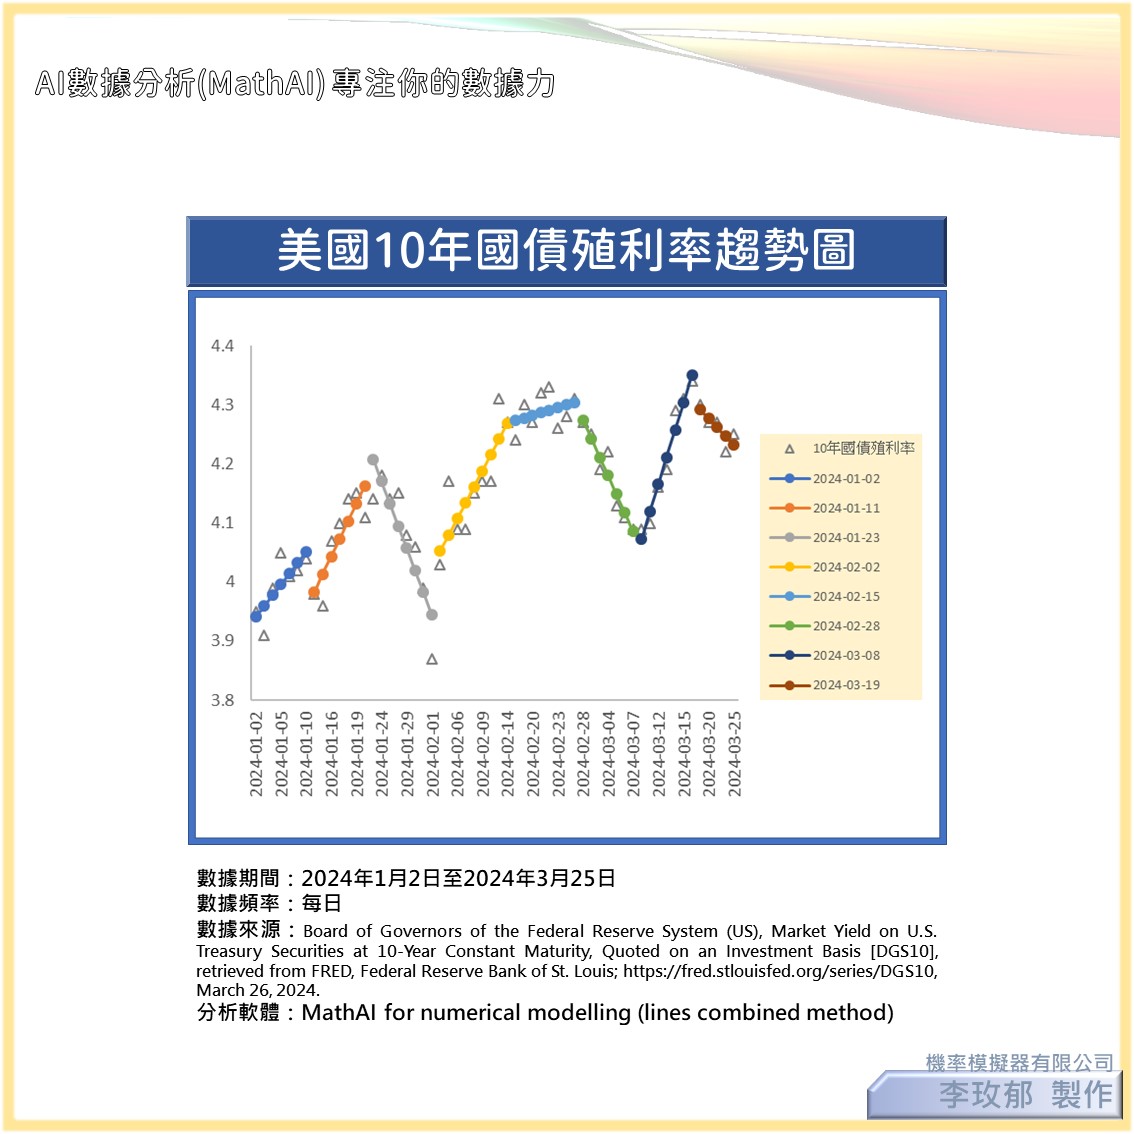 AI數據分析(MathAI) 專注你的數據力
美國10年國債殖利率趨勢圖
4.4
4.3
4.2
4.1
4
3.9
3.8
2024-01-02
2024-01-05
2024-01-10
2024-01-16
2024-01-19
2024-01-24
2024-01-29
2024-02-01
2024-02-06
2024-02-09
2024-02-14
2024-02-20
2024-02-23
2024-02-28
2024-03-04
2024-03-07
2024-03-12
2024-03-15
2024-03-20
2024-03-25
10年國債殖利率
2024-01-02
2024-01-11
2024-01-23
2024-02-02
2024-02-15
2024-02-28
2024-03-08
2024-03-19
數據期間：2024年1月2日至2024年3月25日
數據頻率：每日
數據來源：Board of Governors of the Federal Reserve System (US), Market Yield on U.S.
Treasury Securities at 10-Year Constant Maturity, Quoted on an Investment Basis [DGS10],
retrieved from FRED, Federal Reserve Bank of St. Louis; https://fred.stlouisfed.org/series/DGS10,
March 26, 2024.
分析軟體：MathAI for numerical modelling (lines combined method)
機率模擬器有限公司
李玫郁 製作